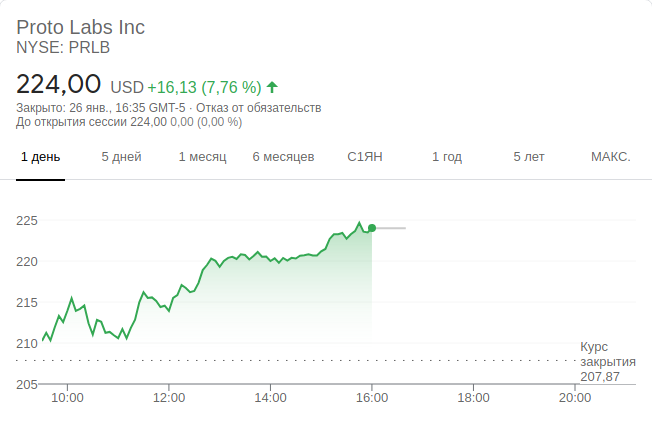 Proto Labs Inc
NYSE: PRLB
224,00 USD +16,13 (7,76 %)
Закрыто: 26 янв., 16:35 GMT-5 · Отказ от обязательств
До открытия сессии 224,00 0,00 (0,00 %)
1 день 5 дней 1 месяц 6 месяцев С1ЯН 1 год 5 лет МАКС.
225
220
215
210
205
Курс
закрытия
207,87
10:00 12:00 14:00 16:00 18:00 20:00